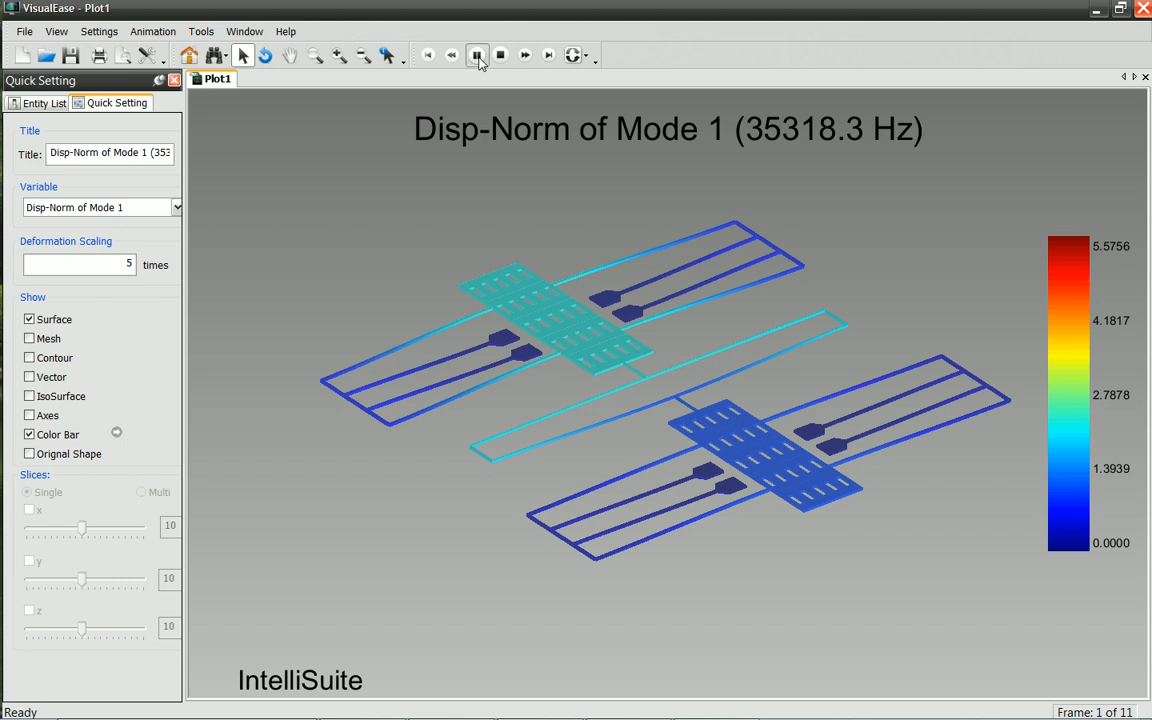 VisualEase - Plot1
File View Settings Animation Tools Window Help
Quick Setting
Plot1
Entity List Quick Setting
Title
Title: Disp-Norm of Mode 1 (353
Variable
Disp-Norm of Mode 1
Deformation Scaling
5 times
Show
Surface
Mesh
Contour
Vector
IsoSurface
Axes
Color Bar
Orignal Shape
Slices:
Single Multi
x
10
y
10
z
10
Disp-Norm of Mode 1 (35318.3 Hz)
5.5756
4.1817
2.7878
1.3939
0.0000
IntelliSuite
Ready
Frame: 1 of 11